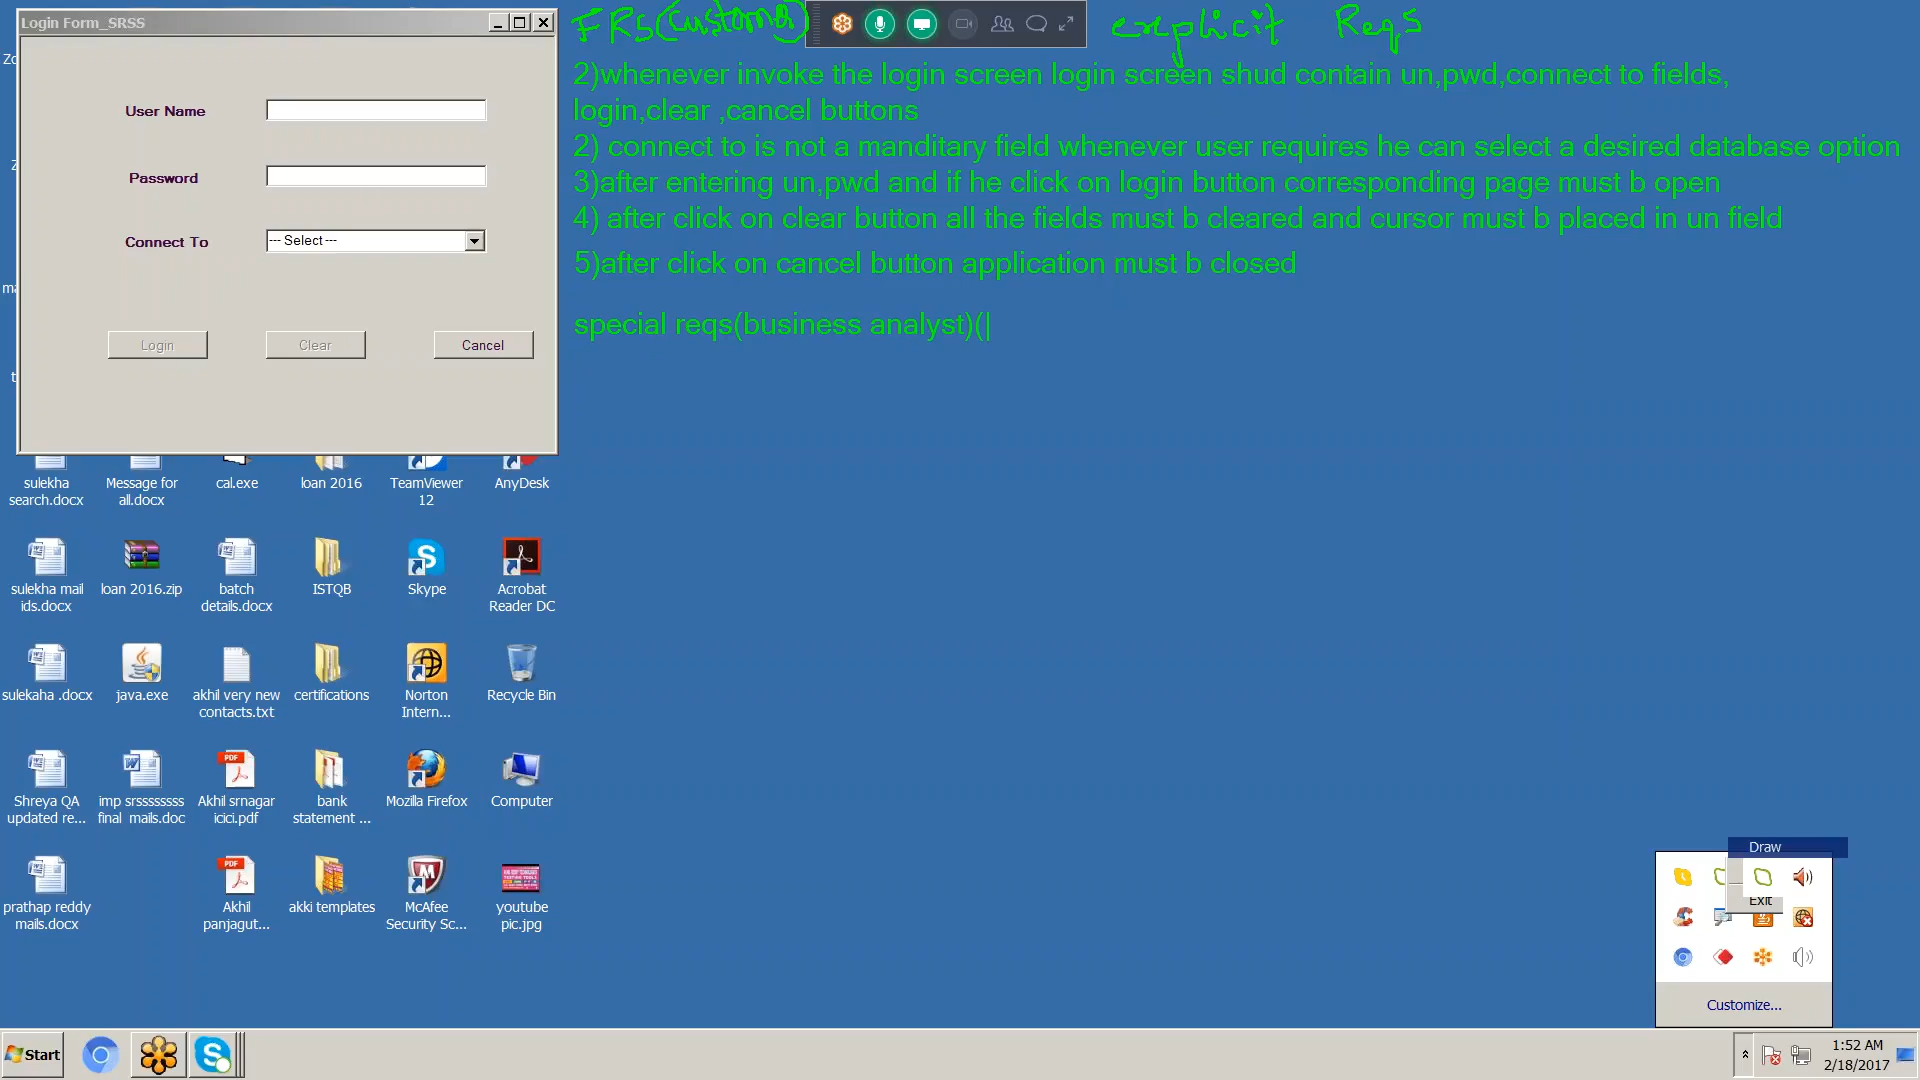 Login Form_SRSS
User Name
Password
Connect To
--- Select ---
Login
Clear
Cancel
FRS(Customer)
explicit Reqs
2)whenever invoke the login screen login screen shud contain un,pwd,connect to fields,
login,clear ,cancel buttons
2) connect to is not a manditary field whenever user requires he can select a desired database option
3)after entering un,pwd and if he click on login button corresponding page must b open
4) after click on clear button all the fields must b cleared and cursor must b placed in un field
5)after click on cancel button application must b closed
special reqs(business analyst)(
sulekha
search.docx
Message for
all.docx
cal.exe
loan 2016
TeamViewer
12
AnyDesk
sulekha mail
ids.docx
loan 2016.zip
batch
details.docx
ISTQB
Skype
Acrobat
Reader DC
sulekaha .docx
java.exe
akhil very new
contacts.txt
certifications
Norton
Intern...
Recycle Bin
Shreya QA
updated re...
imp srssssssss
final mails.doc
Akhil srnagar
icici.pdf
bank
statement ...
Mozilla Firefox
Computer
prathap reddy
mails.docx
Akhil
panjagut...
akki templates
McAfee
Security Sc...
youtube
pic.jpg
Draw
Exit
Customize...
Start
1:52 AM
2/18/2017